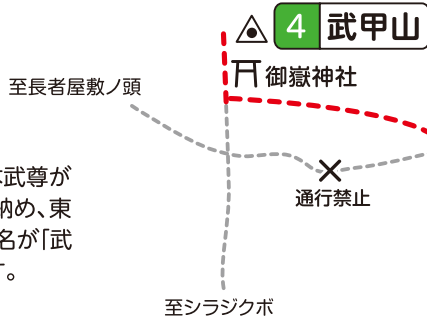 4 武甲山
御嶽神社
至長者屋敷ノ頭
武尊が
納め、東
名が「武
す。
通行禁止
至シラジクボ